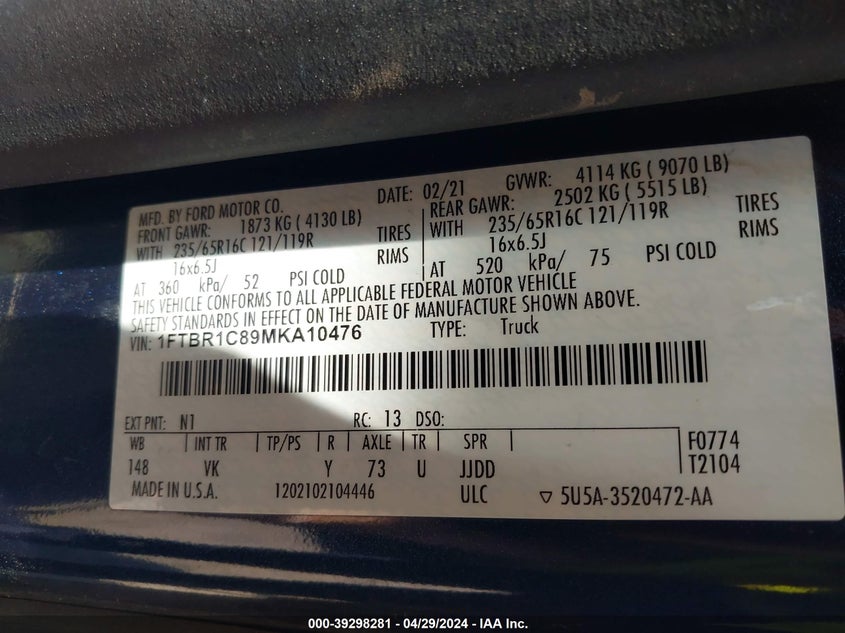 MFD. BY FORD MOTOR CO. DATE: 02/21 GVWR: 4114 KG ( 9070 LB)
FRONT GAWR: 1873 KG ( 4130 LB) REAR GAWR: 2502 KG ( 5515 LB)
WITH 235/65R16C 121/119R TIRES WITH 235/65R16C 121/119R TIRES
16x6.5J RIMS 16x6.5J RIMS
AT 360 kPa/ 52 PSI COLD AT 520 kPa/ 75 PSI COLD
THIS VEHICLE CONFORMS TO ALL APPLICABLE FEDERAL MOTOR VEHICLE
SAFETY STANDARDS IN EFFECT ON THE DATE OF MANUFACTURE SHOWN ABOVE.
VIN: 1FTBR1C89MKA10476 TYPE: Truck
EXT PNT: N1 RC: 13 DSO:
WB INT TR TP/PS R AXLE TR SPR F0774
148 VK Y 73 U JJDD T2104
MADE IN U.S.A. 1202102104446 ULC ▽ 5U5A-3520472-AA
000-39298281 - 04/29/2024 - IAA Inc.